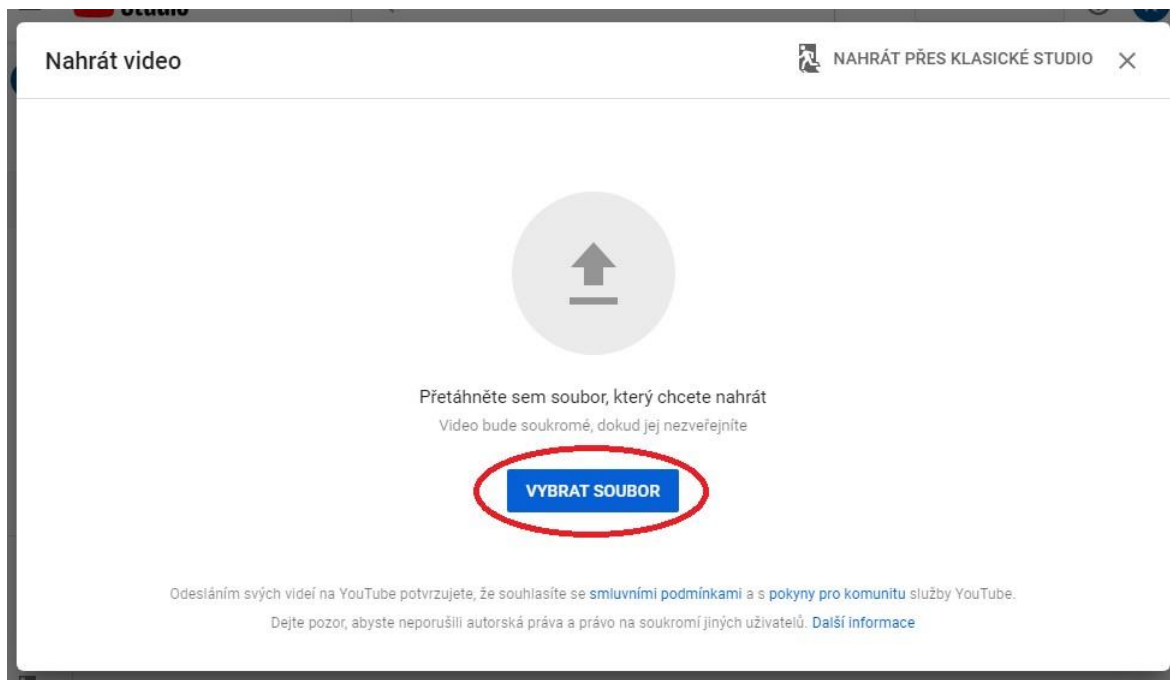 Nahrát video
NAHRÁT PŘES KLASICKÉ STUDIO
Přetáhněte sem soubor, který chcete nahrát
Video bude soukromé, dokud jej nezveřejníte
VYBRAT SOUBOR
Odesláním svých videí na YouTube potvrzujete, že souhlasíte se smluvními podmínkami a s pokyny pro komunitu služby YouTube.
Dejte pozor, abyste neporušili autorská práva a právo na soukromí jiných uživatelů. Další informace